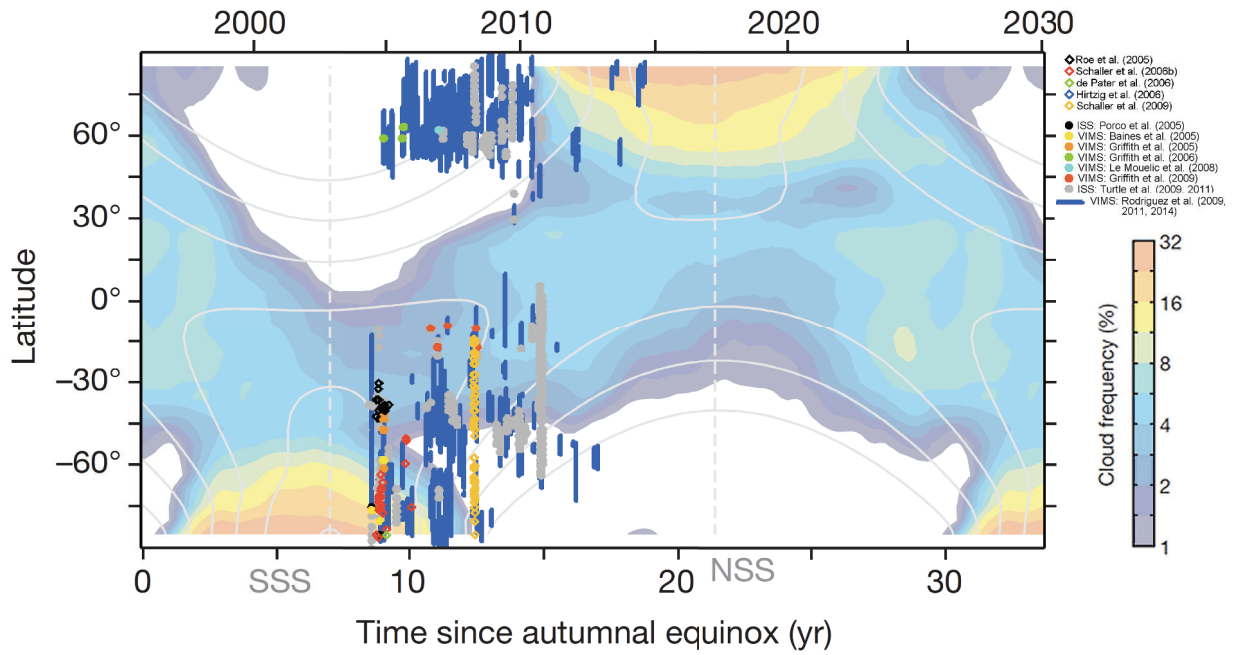 2000 2010 2020 2030
Roe et al. (2005)
Schaller et al. (2006b)
de Pater et al. (2006)
Hirtzig et al. (2006)
Schaller et al. (2009)
ISS: Porco et al. (2005)
VIMS: Baines et al. (2005)
VIMS: Griffith et al. (2005)
VIMS: Griffith et al. (2006)
VIMS: Le Mouelic et al. (2008)
VIMS: Griffith et al. (2009)
ISS: Turtle et al. (2009, 2011)
VIMS: Rodriguez et al. (2009,
2011, 2014)
Latitude
60°
30°
0°
−30°
−60°
Cloud frequency (%)
32
16
8
4
2
1
SSS NSS
0 10 20 30
Time since autumnal equinox (yr)